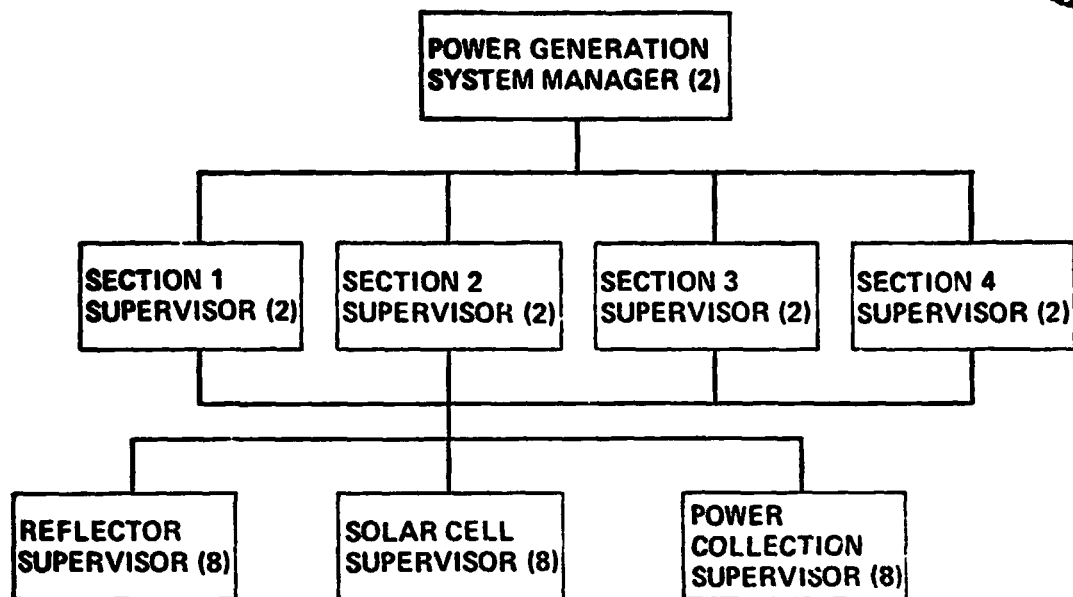 POWER GENERATION
SYSTEM MANAGER (2)
SECTION 1
SUPERVISOR (2)
SECTION 2
SUPERVISOR (2)
SECTION 3
SUPERVISOR (2)
SECTION 4
SUPERVISOR (2)
REFLECTOR
SUPERVISOR (8)
SOLAR CELL
SUPERVISOR (8)
POWER
COLLECTION
SUPERVISOR (8)